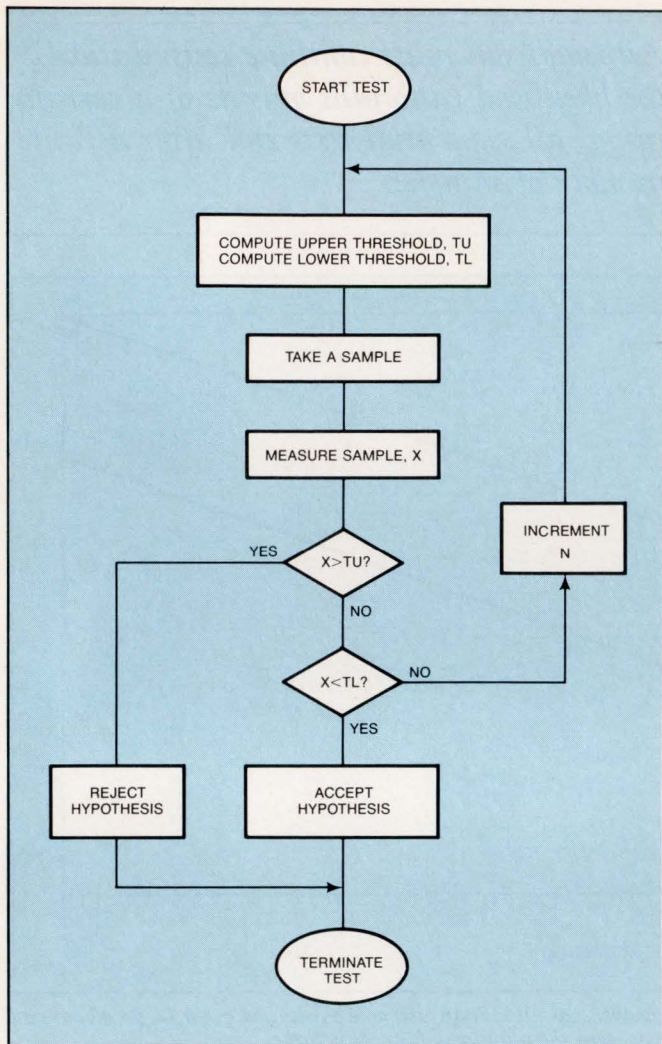 START TEST
COMPUTE UPPER THRESHOLD, TU
COMPUTE LOWER THRESHOLD, TL
TAKE A SAMPLE
MEASURE SAMPLE, X
INCREMENT
N
YES
X>TU?
NO
X<TL?
NO
YES
REJECT
HYPOTHESIS
ACCEPT
HYPOTHESIS
TERMINATE
TEST